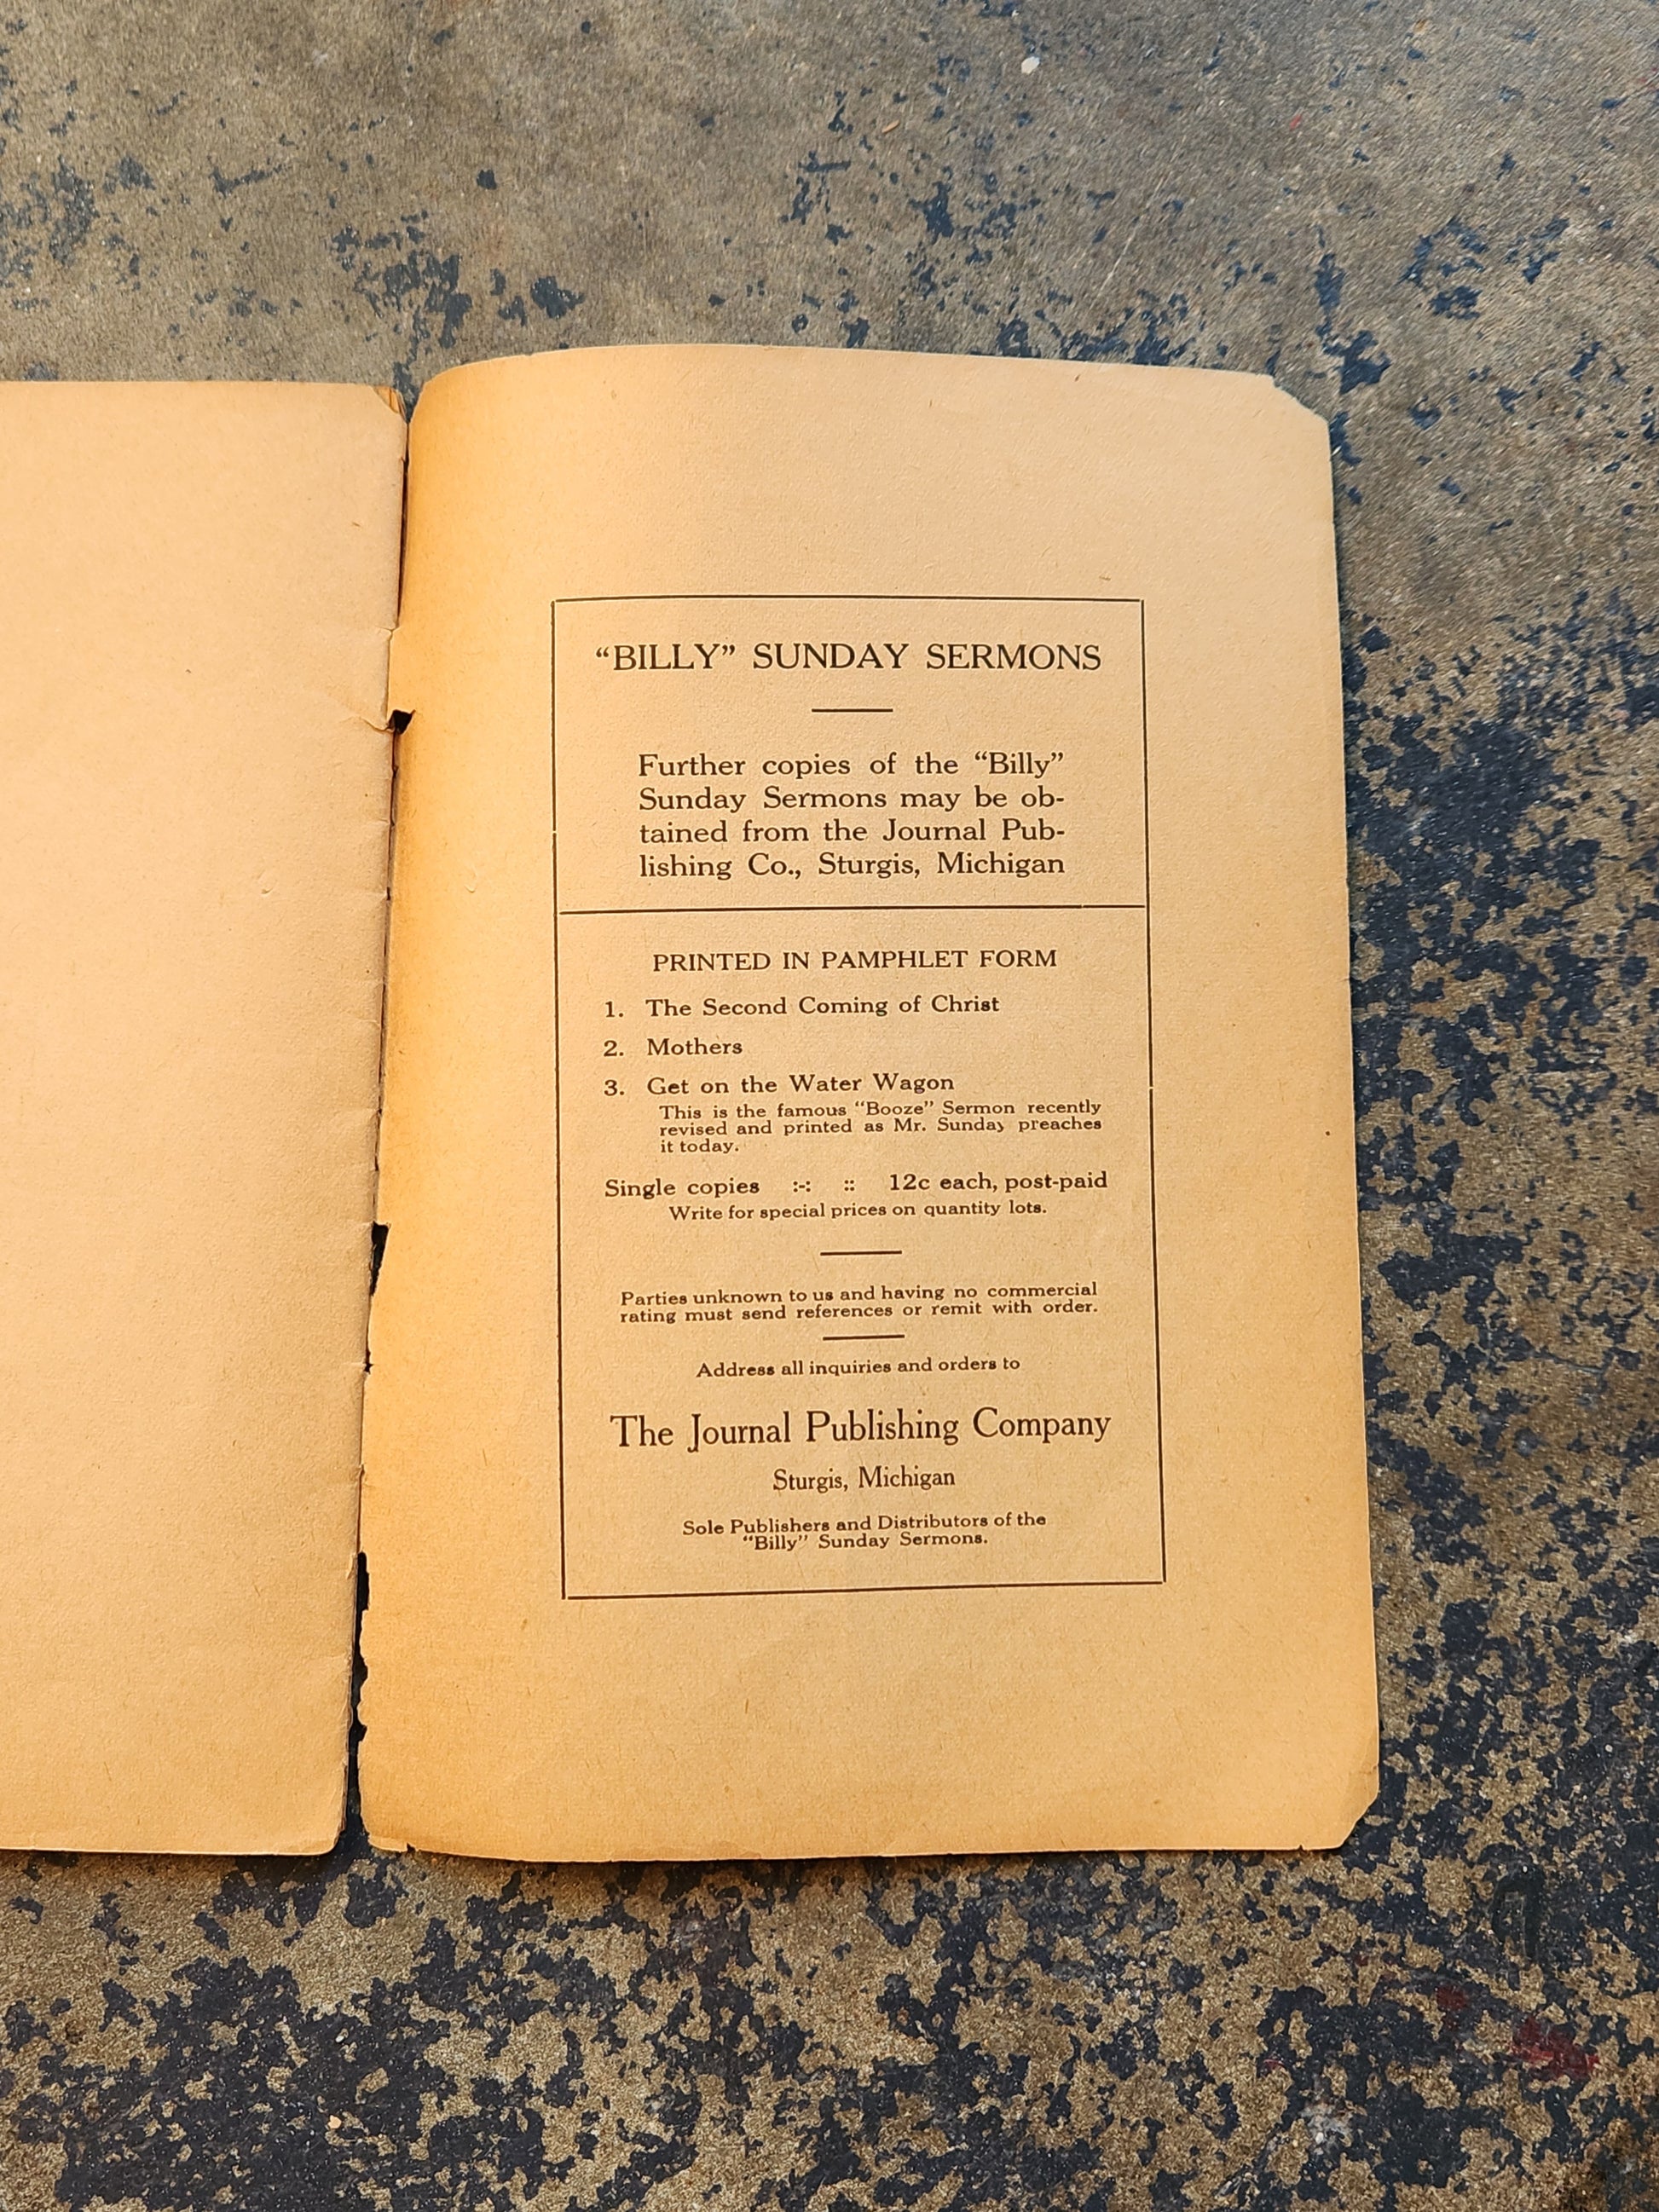 “BILLY” SUNDAY SERMONS
Further copies of the “Billy”
Sunday Sermons may be ob-
tained from the Journal Pub-
lishing Co., Sturgis, Michigan
PRINTED IN PAMPHLET FORM
1. The Second Coming of Christ
2. Mothers
3. Get on the Water Wagon
This is the famous “Booze” Sermon recently
revised and printed as Mr. Sunday preaches
it today.
Single copies :-: :: 12c each, post-paid
Write for special prices on quantity lots.
Parties unknown to us and having no commercial
rating must send references or remit with order.
Address all inquiries and orders to
The Journal Publishing Company
Sturgis, Michigan
Sole Publishers and Distributors of the
“Billy” Sunday Sermons.